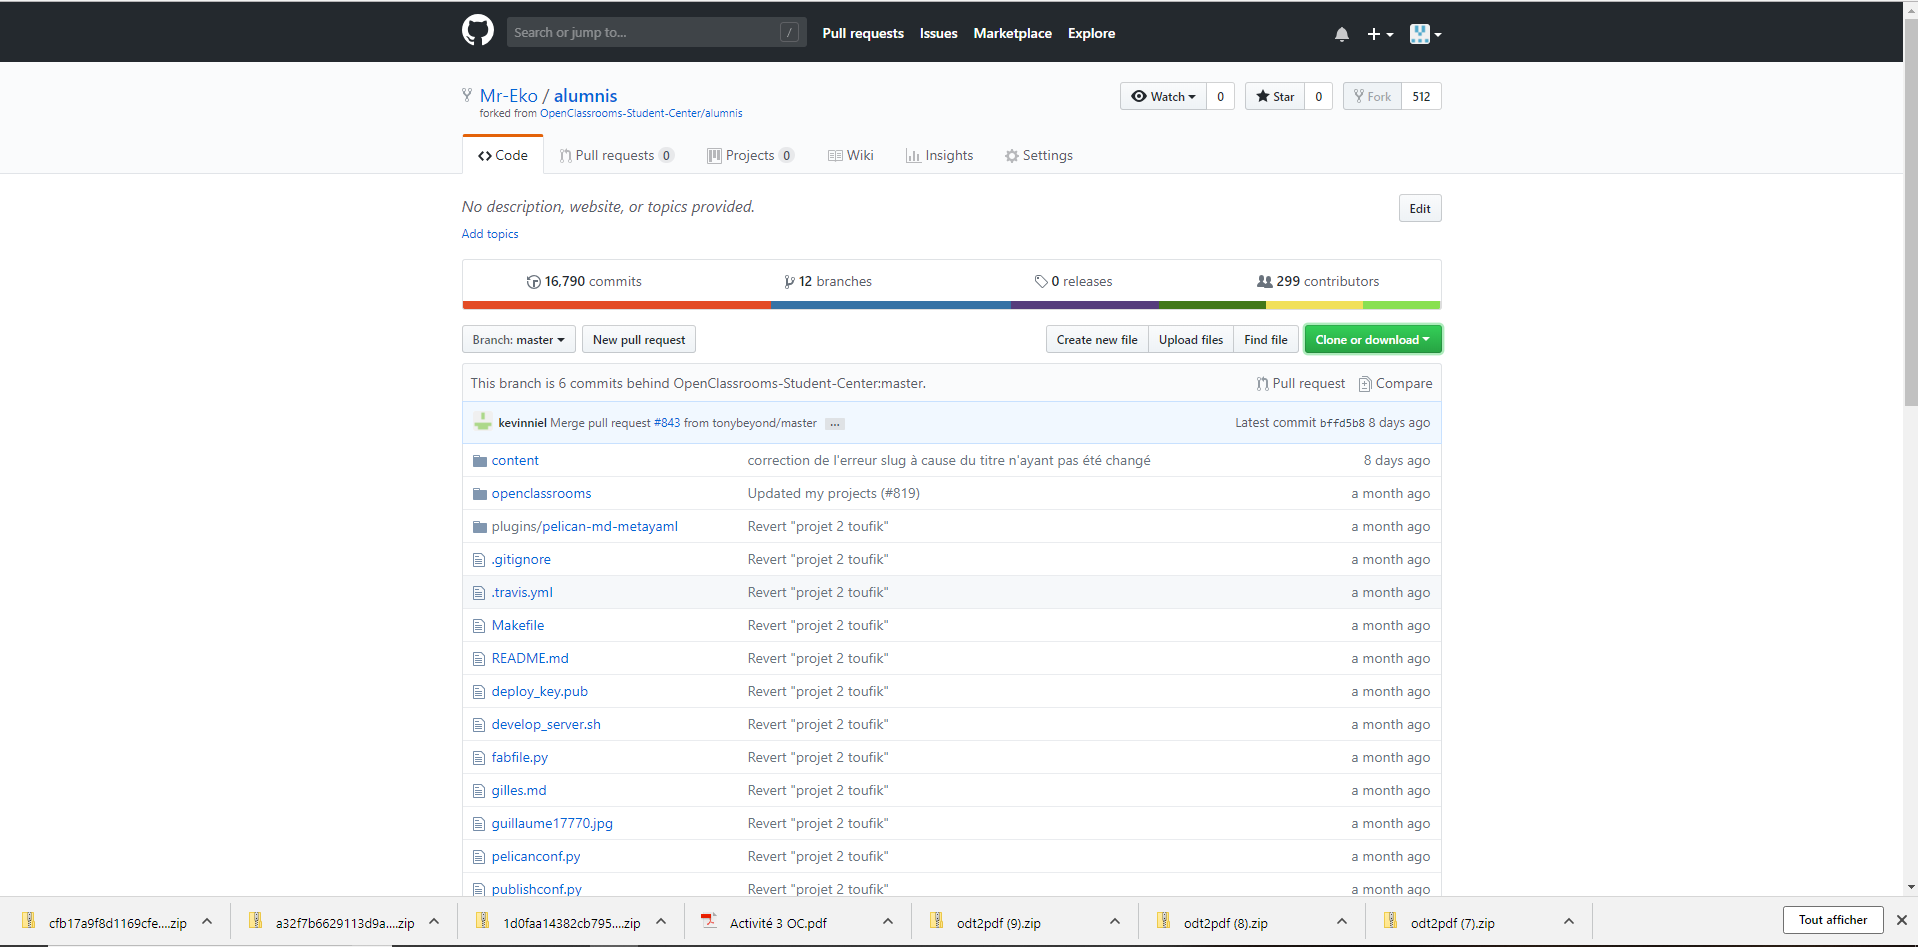 Search or jump to... /
Pull requests Issues Marketplace Explore
Mr-Eko / alumnis
Watch 0 Star 0 Fork 512
forked from OpenClassrooms-Student-Center/alumnis
Code Pull requests 0 Projects 0 Wiki Insights Settings
No description, website, or topics provided.
Edit
Add topics
16,790 commits 12 branches 0 releases 299 contributors
Branch: master New pull request Create new file Upload files Find file Clone or download
This branch is 6 commits behind OpenClassrooms-Student-Center:master. Pull request Compare
kevinniel Merge pull request #843 from tonybeyond/master ... Latest commit bffd5b8 8 days ago
content correction de l'erreur slug à cause du titre n'ayant pas été changé 8 days ago
openclassrooms Updated my projects (#819) a month ago
plugins/pelican-md-metayaml Revert "projet 2 toufik" a month ago
.gitignore Revert "projet 2 toufik" a month ago
.travis.yml Revert "projet 2 toufik" a month ago
Makefile Revert "projet 2 toufik" a month ago
README.md Revert "projet 2 toufik" a month ago
deploy_key.pub Revert "projet 2 toufik" a month ago
develop_server.sh Revert "projet 2 toufik" a month ago
fabfile.py Revert "projet 2 toufik" a month ago
gilles.md Revert "projet 2 toufik" a month ago
guillaume17770.jpg Revert "projet 2 toufik" a month ago
pelicanconf.py Revert "projet 2 toufik" a month ago
publishconf.py Revert "projet 2 toufik" a month ago
cfb17a9f8d1169cfe....zip a32f7b6629113d9a....zip 1d0faa14382cb795....zip Activité 3 OC.pdf odt2pdf (9).zip odt2pdf (8).zip odt2pdf (7).zip Tout afficher